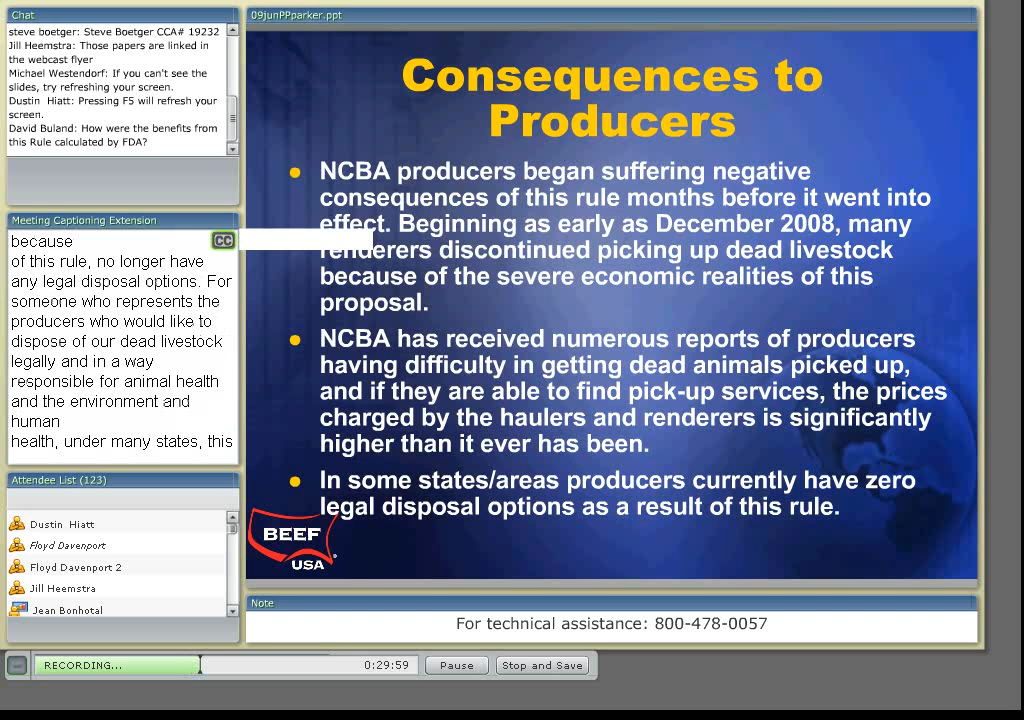 Chat
steve boetger: Steve Boetger CCA# 19232
Jill Heemstra: Those papers are linked in
the webcast flyer
Michael Westendorf: If you can't see the
slides, try refreshing your screen.
Dustin Hiatt: Pressing F5 will refresh your
screen.
David Buland: How were the benefits from
this Rule calculated by FDA?
Meeting Captioning Extension
because
CC
of this rule, no longer have
any legal disposal options. For
someone who represents the
producers who would like to
dispose of our dead livestock
legally and in a way
responsible for animal health
and the environment and
human
health, under many states, this
Attendee List (123)
Dustin Hiatt
Floyd Davenport
Floyd Davenport 2
Jill Heemstra
Jean Bonhotal
09junPPparker.ppt
Consequences to
Producers
• NCBA producers began suffering negative
consequences of this rule months before it went into
effect. Beginning as early as December 2008, many
renderers discontinued picking up dead livestock
because of the severe economic realities of this
proposal.
• NCBA has received numerous reports of producers
having difficulty in getting dead animals picked up,
and if they are able to find pick-up services, the prices
charged by the haulers and renderers is significantly
higher than it ever has been.
• In some states/areas producers currently have zero
legal disposal options as a result of this rule.
BEEF
USA
Note
For technical assistance: 800-478-0057
RECORDING...
0:29:59
Pause
Stop and Save